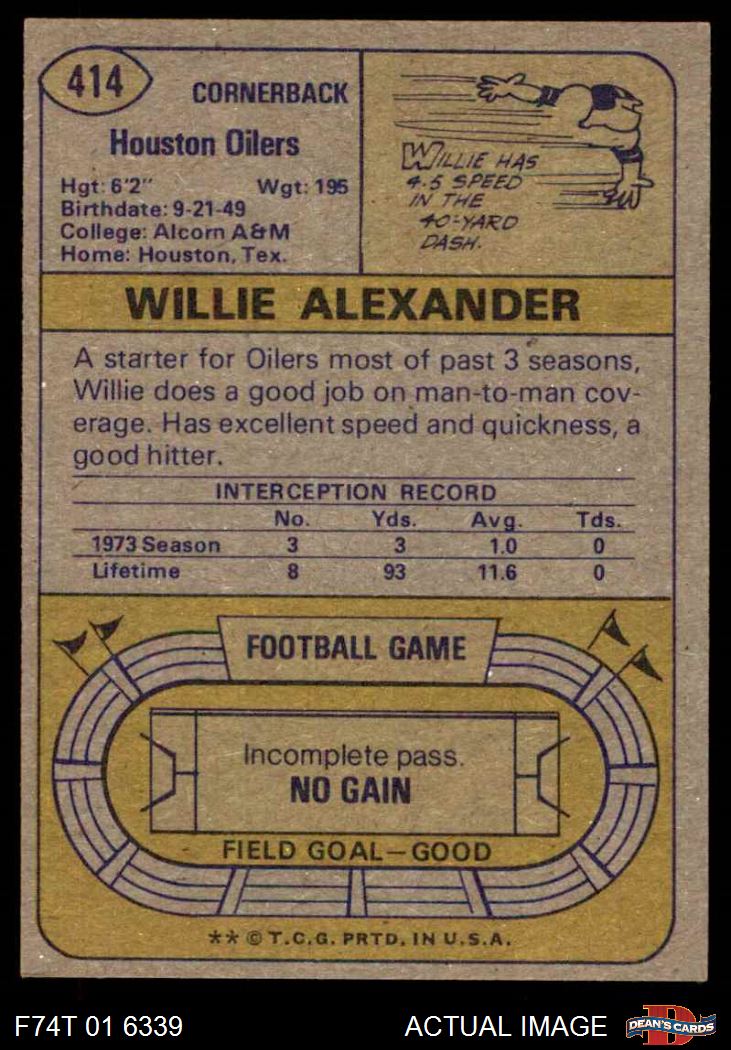 414
CORNERBACK
Houston Oilers
Hgt: 6'2" Wgt: 195
Birthdate: 9-21-49
College: Alcorn A&M
Home: Houston, Tex.
WILLIE HAS
4.5 SPEED
IN THE
40-YARD
DASH.
WILLIE ALEXANDER
A starter for Oilers most of past 3 seasons,
Willie does a good job on man-to-man cov-
erage. Has excellent speed and quickness, a
good hitter.
INTERCEPTION RECORD
No. Yds. Avg. Tds.
1973 Season 3 3 1.0 0
Lifetime 8 93 11.6 0
FOOTBALL GAME
Incomplete pass.
NO GAIN
FIELD GOAL—GOOD
** © T.C.G. PRTD. IN U.S.A.
F74T 01 6339 ACTUAL IMAGE
D
DEAN'S CARDS